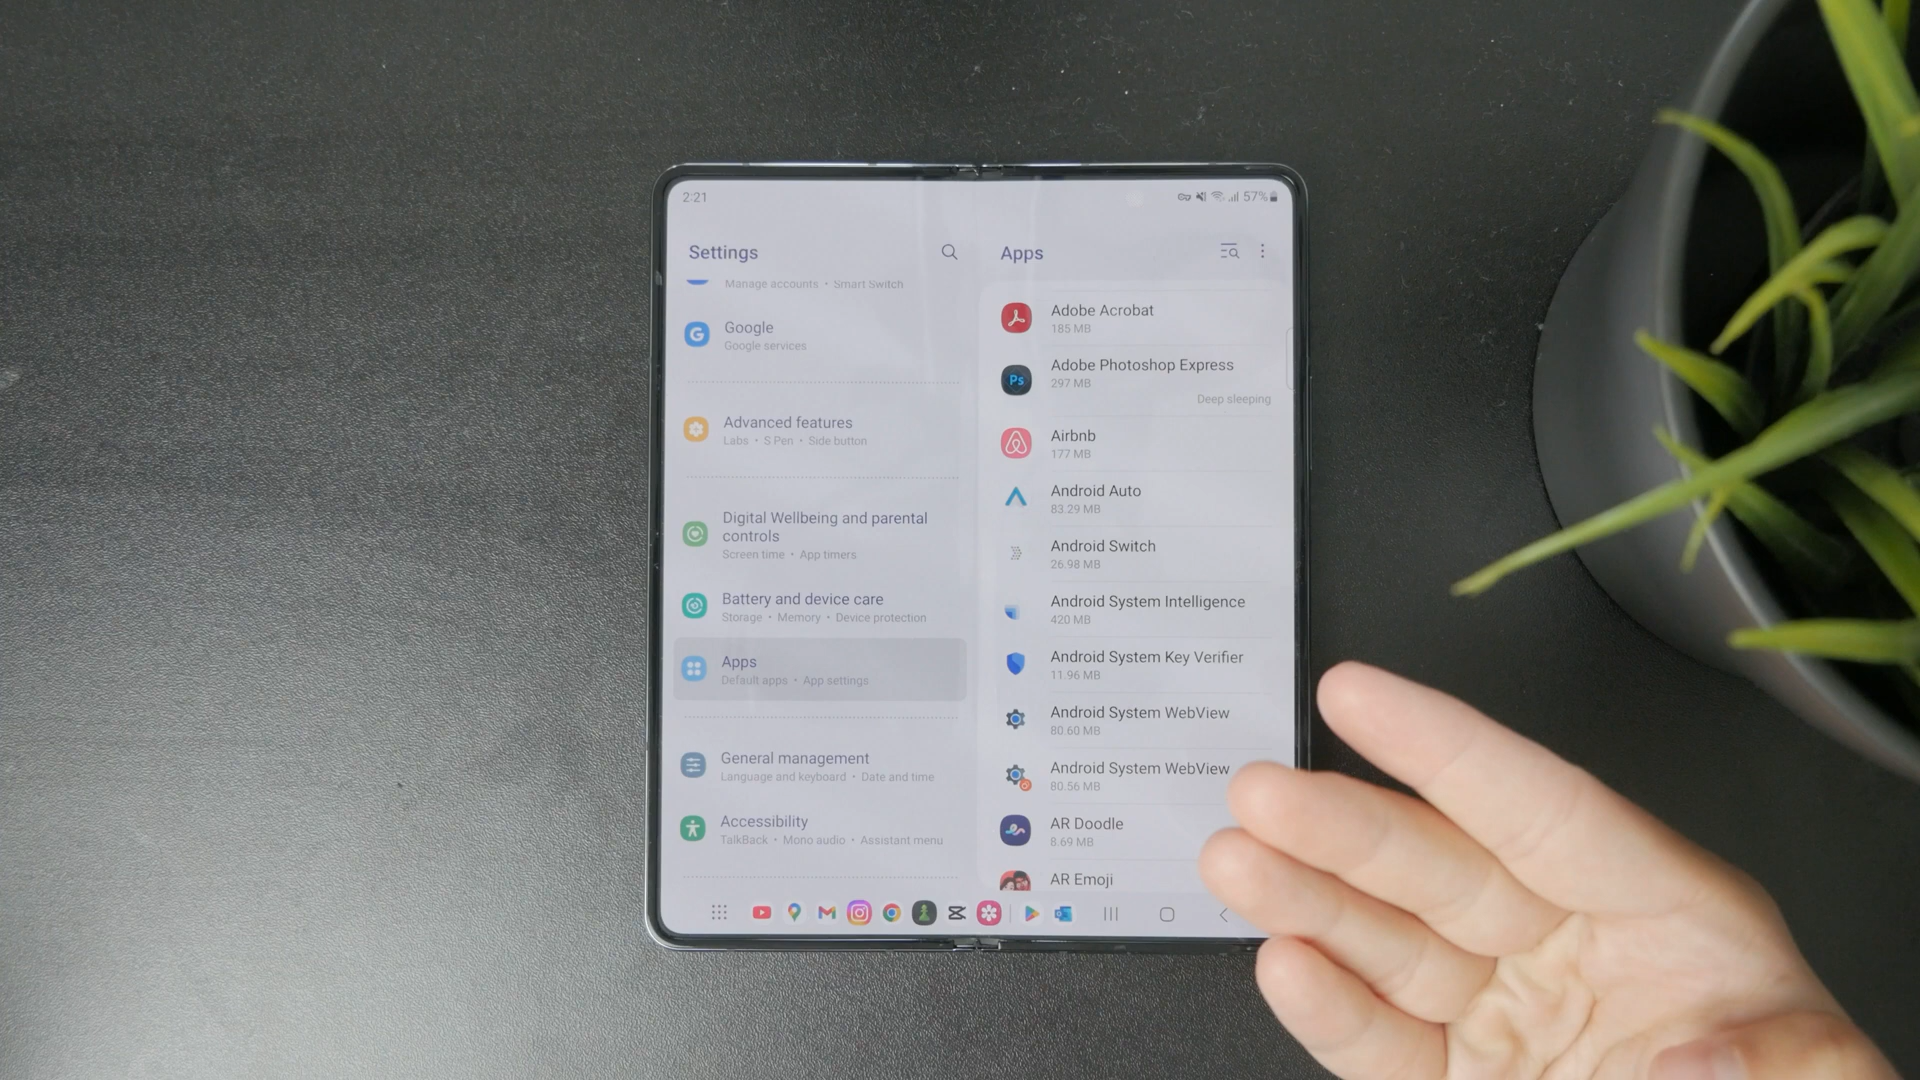 2:21
57%
Settings
Manage accounts • Smart Switch
Google
Google services
Advanced features
Labs • S Pen • Side button
Digital Wellbeing and parental
controls
Screen time • App timers
Battery and device care
Storage • Memory • Device protection
Apps
Default apps • App settings
General management
Language and keyboard • Date and time
Accessibility
TalkBack • Mono audio • Assistant menu
Apps
Adobe Acrobat
185 MB
Ps
Adobe Photoshop Express
297 MB
Deep sleeping
Airbnb
177 MB
Android Auto
83.29 MB
Android Switch
26.98 MB
Android System Intelligence
420 MB
Android System Key Verifier
11.96 MB
Android System WebView
80.60 MB
Android System WebView
80.56 MB
AR Doodle
8.69 MB
AR Emoji